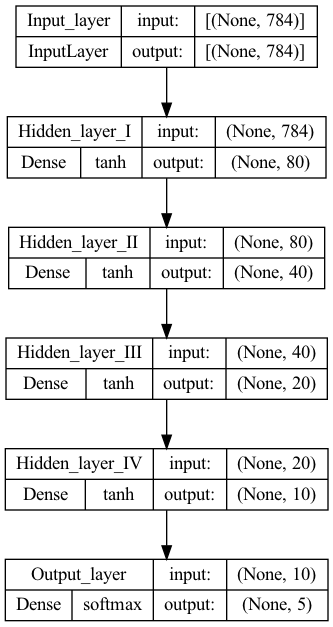 Input_layer input: [(None, 784)]
InputLayer output: [(None, 784)]
Hidden_layer_I input: (None, 784)
Dense tanh output: (None, 80)
Hidden_layer_II input: (None, 80)
Dense tanh output: (None, 40)
Hidden_layer_III input: (None, 40)
Dense tanh output: (None, 20)
Hidden_layer_IV input: (None, 20)
Dense tanh output: (None, 10)
Output_layer input: (None, 10)
Dense softmax output: (None, 5)